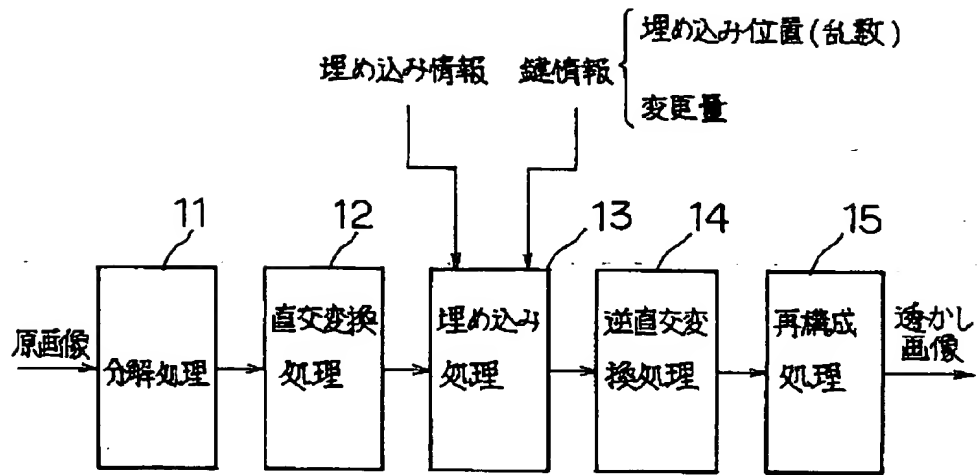 埋め込み位置(乱数)
埋め込み情報 鍵情報
変更量
11 12 13 14 15
原画像
分解処理
直交変換
処理
埋め込み
処理
逆直交変
換処理
再構成
処理
透かし
画像